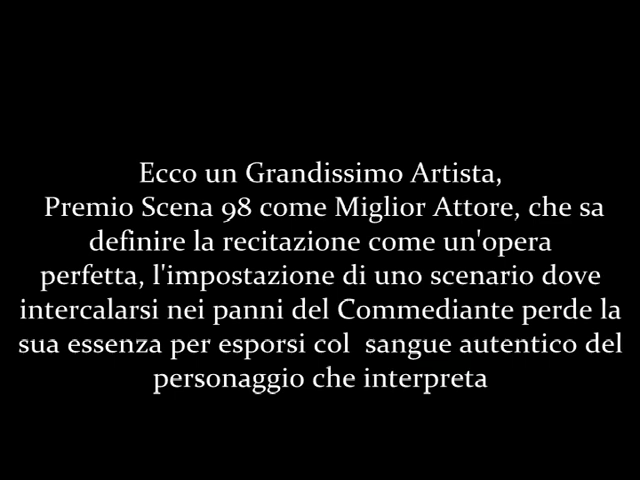 Ecco un Grandissimo Artista,
Premio Scena 98 come Miglior Attore, che sa
definire la recitazione come un'opera
perfetta, l'impostazione di uno scenario dove
intercalarsi nei panni del Commediante perde la
sua essenza per esporsi col  sangue autentico del
personaggio che interpreta